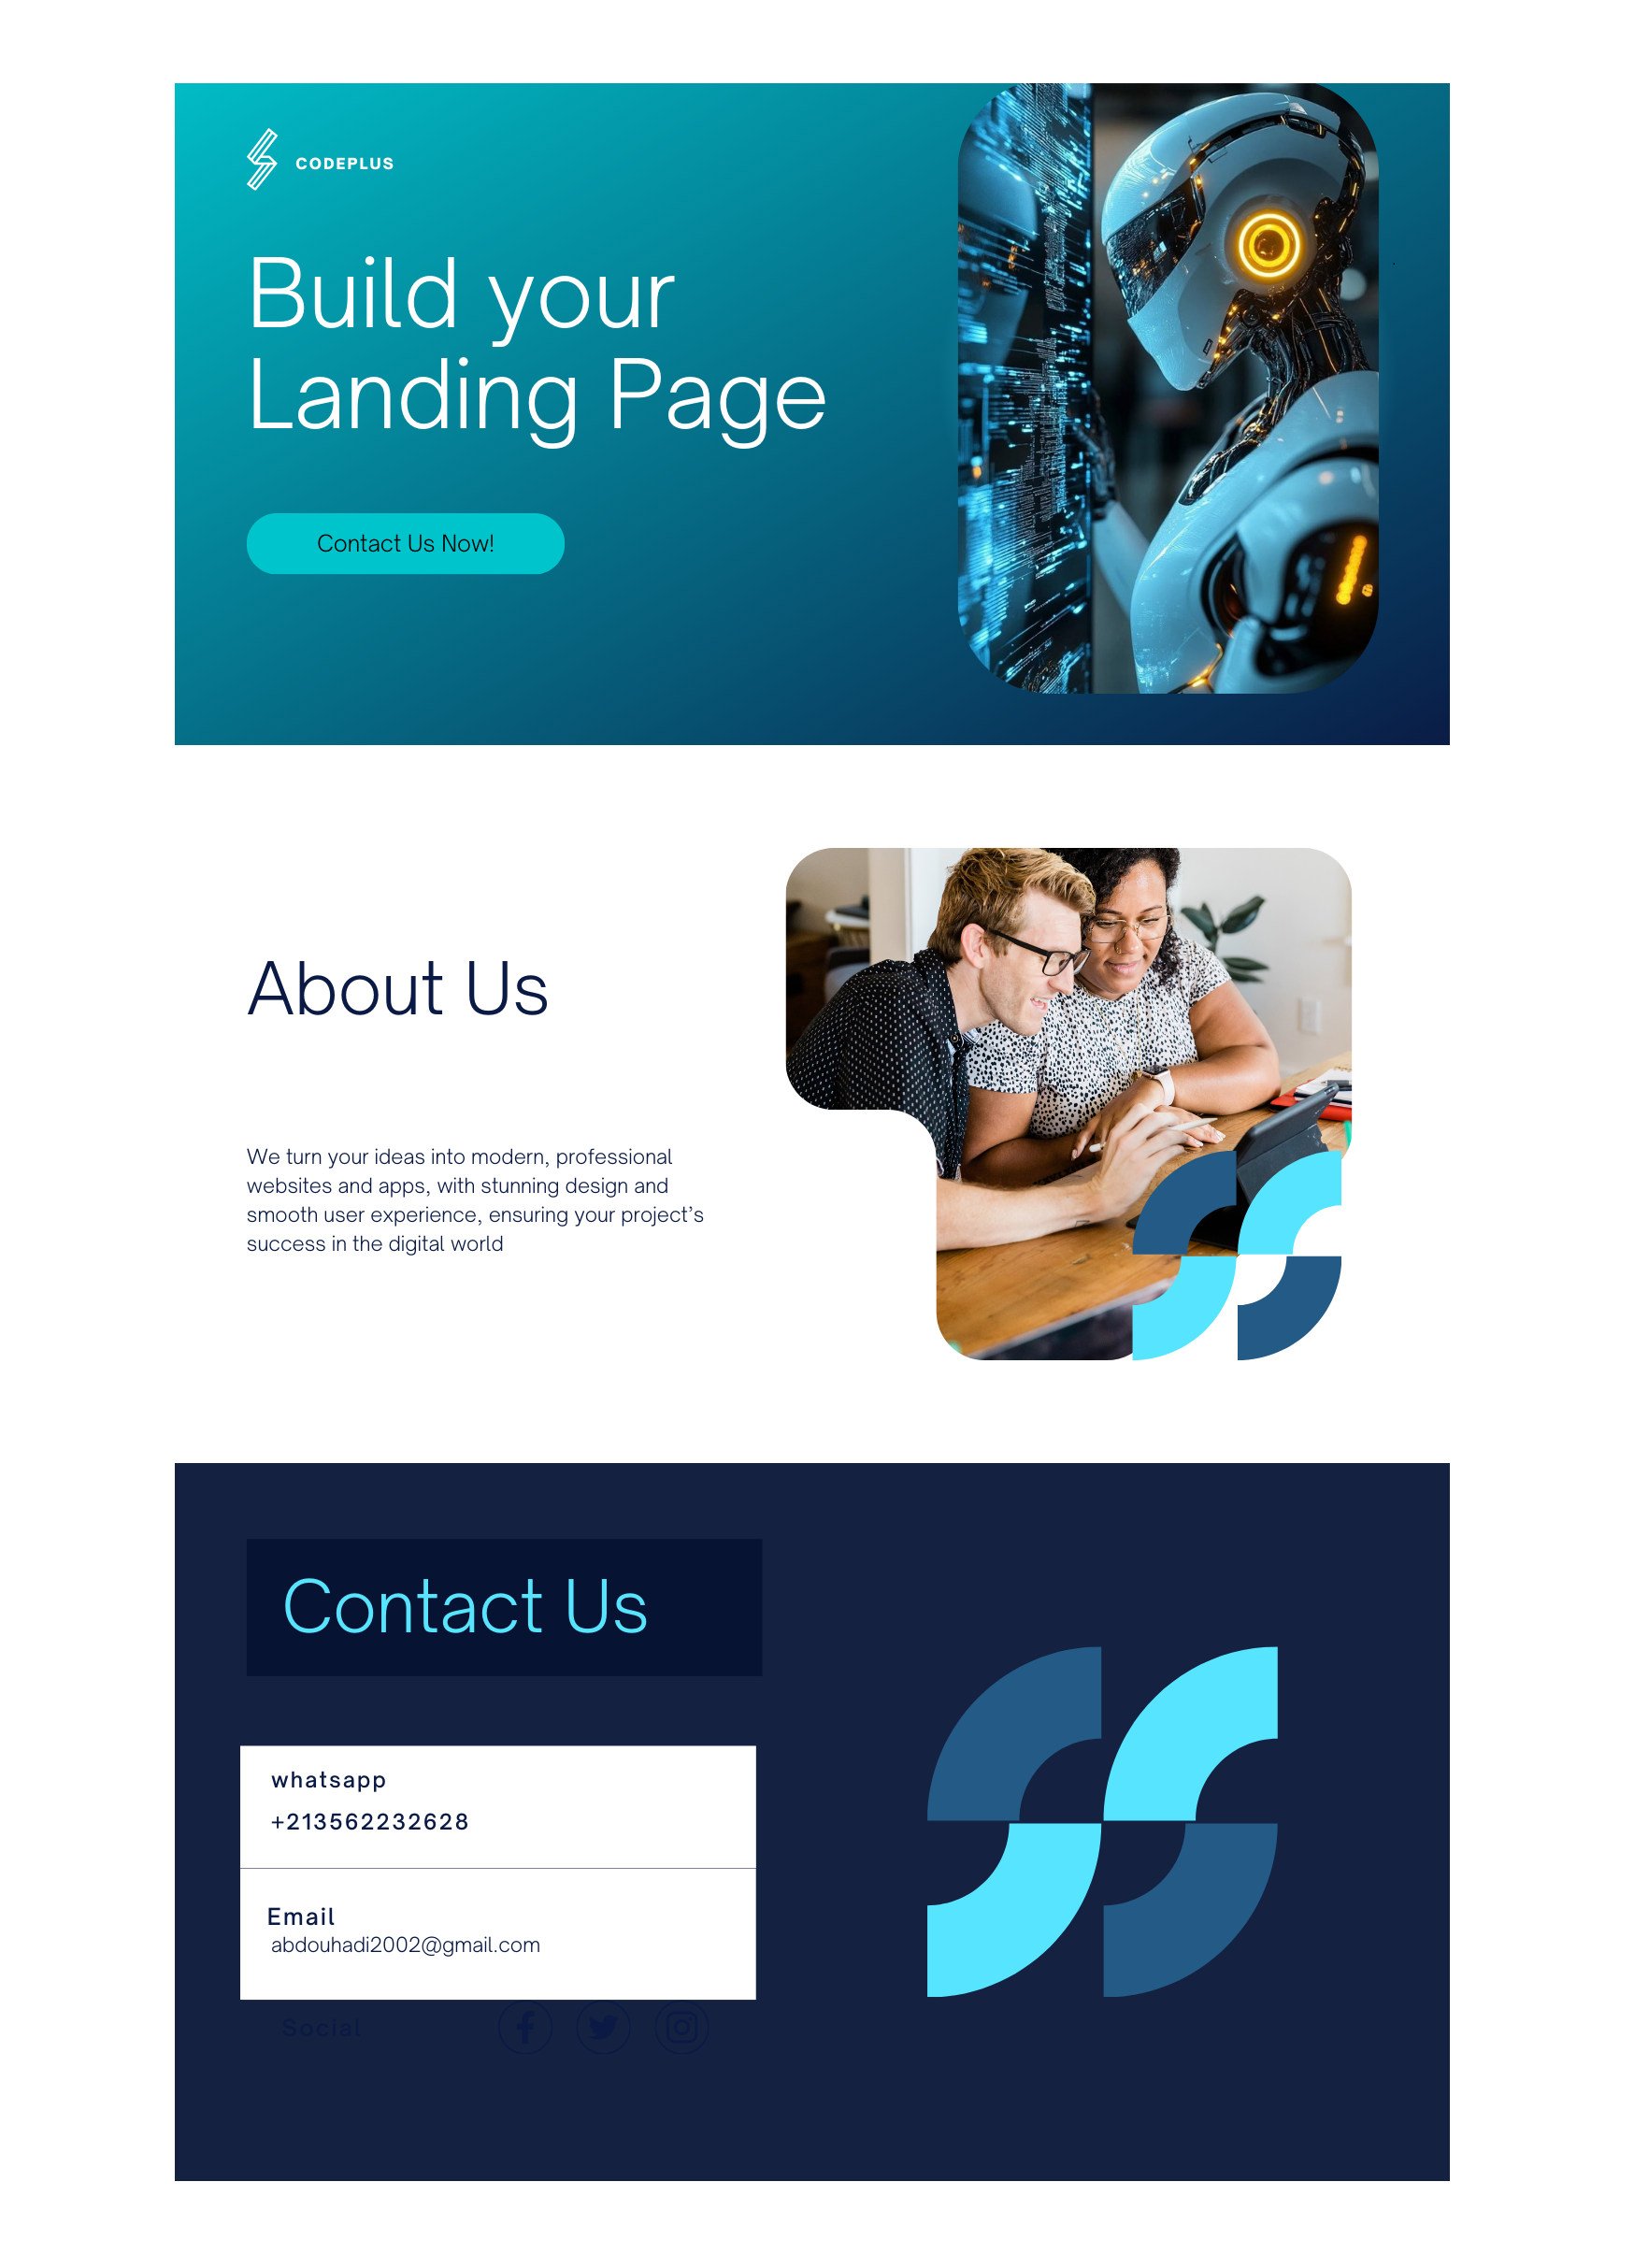 CODEPLUS
Build your
Landing Page
Contact Us Now!
About Us
We turn your ideas into modern, professional
websites and apps, with stunning design and
smooth user experience, ensuring your project’s
success in the digital world
Contact Us
whatsapp
+213562232628
Email
abdouhadi2002@gmail.com
Social